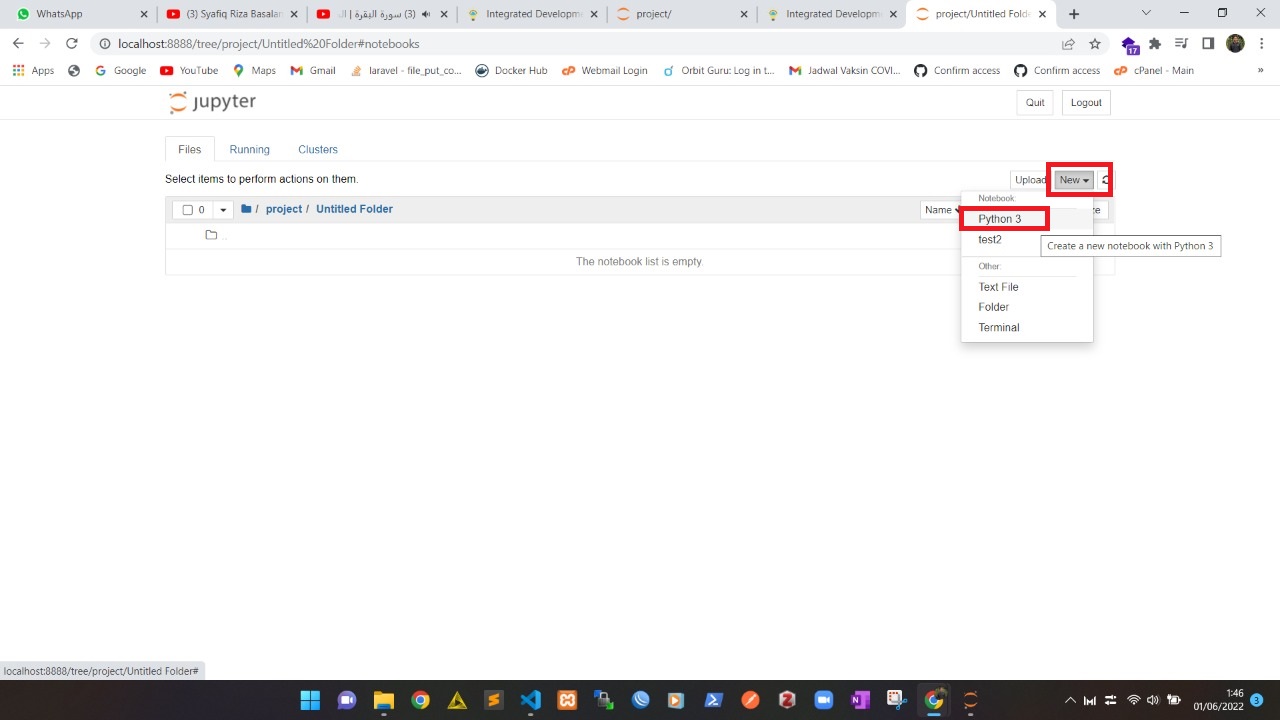 WhatsApp
(3) Syafiq Riza Basalan
(3) سورة البقرة | ال
Integrated Developme
project/
Integrated Developm
project/Untitled Folde
localhost:8888/tree/project/Untitled%20Folder#notebooks
17
Apps
Google
YouTube
Maps
Gmail
laravel - file_put_co...
Docker Hub
Webmail Login
Orbit Guru: Log in t...
Jadwal Vaksin COVI...
Confirm access
Confirm access
cPanel - Main
»
jupyter
Quit
Logout
Files
Running
Clusters
Select items to perform actions on them.
Upload
New
0
/ project / Untitled Folder
Name
ze
..
The notebook list is empty.
Notebook:
Python 3
test2
Create a new notebook with Python 3
Other:
Text File
Folder
Terminal
localhost:8888/tree/project/Untitled Folder#
1:46
01/06/2022
3